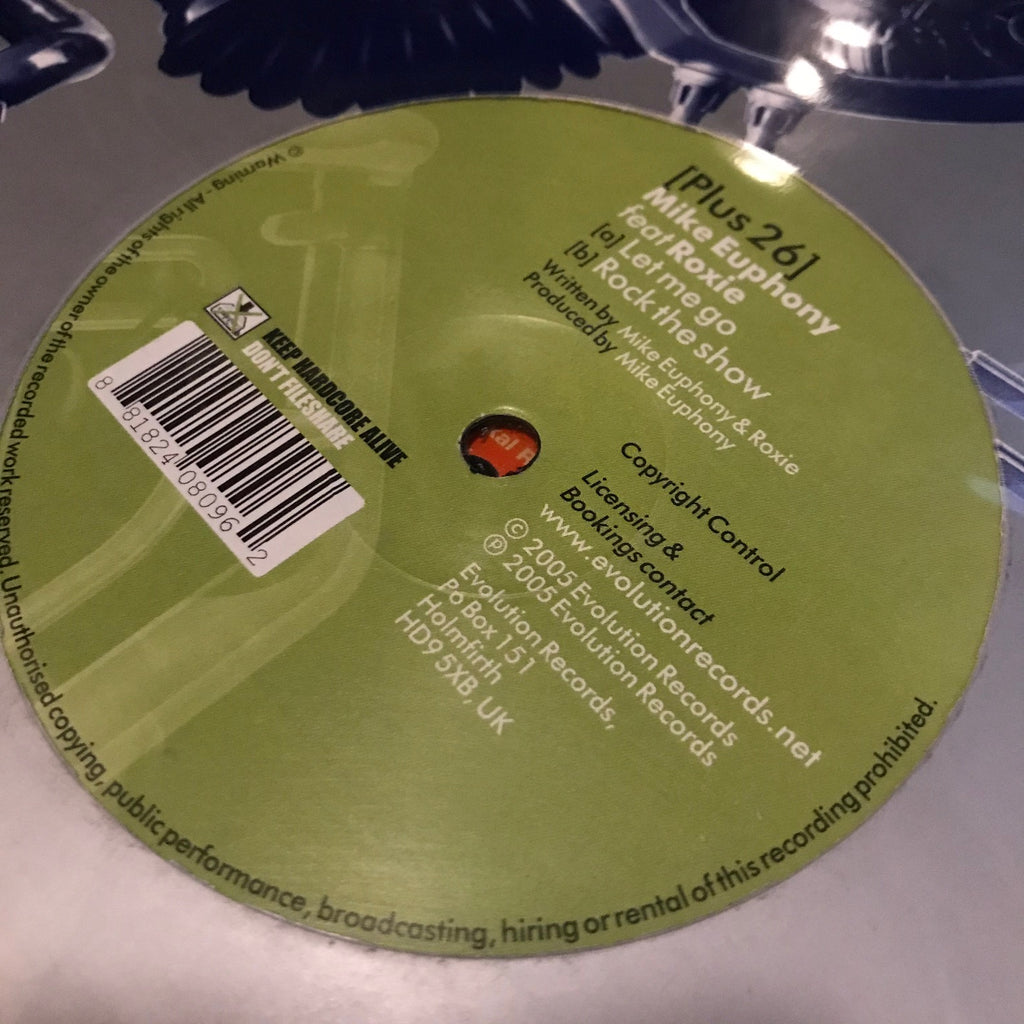 [Plus 26]
Mike Euphony
feat Roxie
[a] Let me go
[b] Rock the show
Written by Mike Euphony & Roxie
Produced by Mike Euphony
Copyright Control
Licensing &
Bookings contact
www.evolutionrecords.net
© 2005 Evolution Records
℗ 2005 Evolution Records
Evolution Records,
Po Box 151
Holmfirth
HD9 5XB, UK
KEEP HARDCORE ALIVE
DON'T FILESHARE
8 81824 08096 2
© Warning - All rights of the owner of the recorded work reserved. Unauthorised copying, public performance, broadcasting, hiring or rental of this recording prohibited.